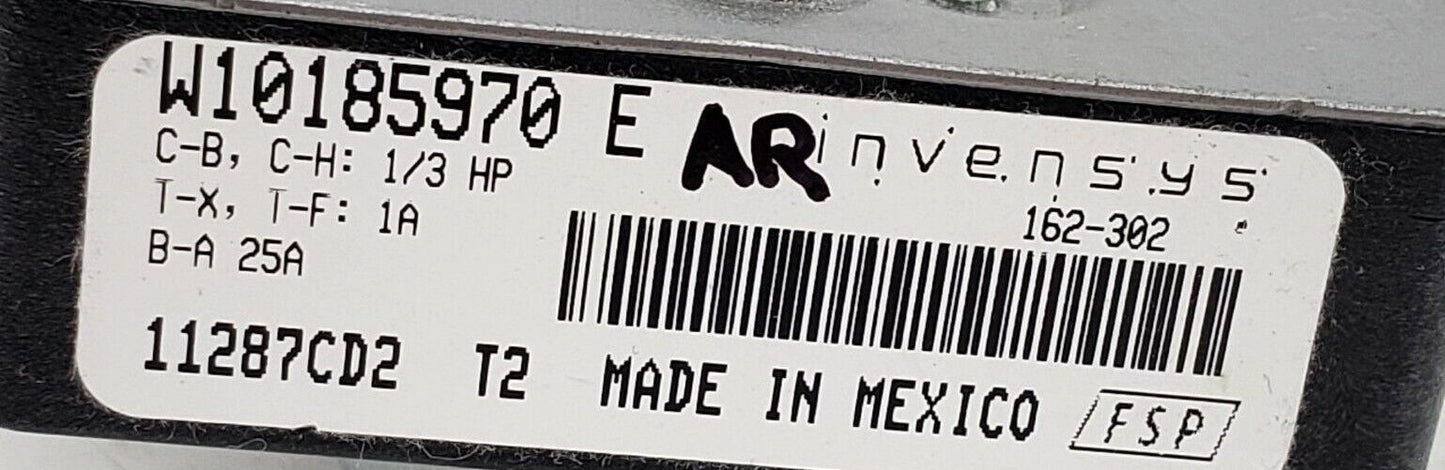 W10185970 E AR invensys
C-B, C-H: 1/3 HP
T-X, T-F: 1A
162-302
B-A 25A
11287CD2 T2 MADE IN MEXICO FSP